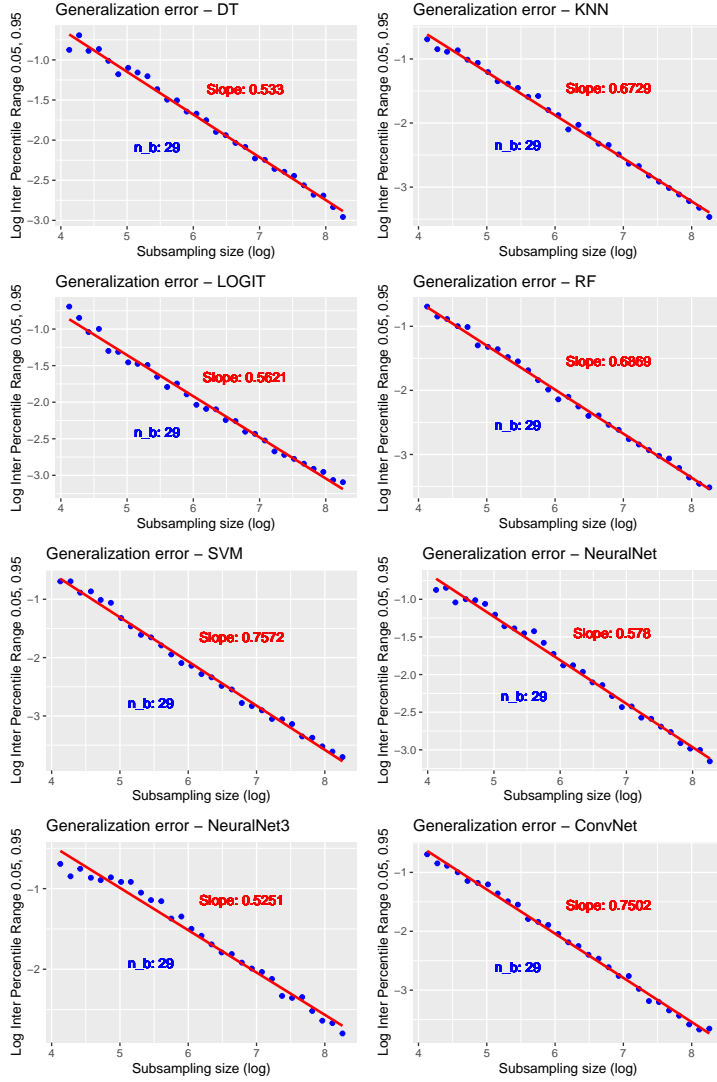 Generalization error − DT
Log Inter Percentile Range 0.05, 0.95
−1.0
−1.5
−2.0
−2.5
−3.0
Slope: 0.533
n_b: 29
4 5 6 7 8
Subsampling size (log)
Generalization error − KNN
Log Inter Percentile Range 0.05, 0.95
−1
−2
−3
Slope: 0.6729
n_b: 29
4 5 6 7 8
Subsampling size (log)
Generalization error − LOGIT
Log Inter Percentile Range 0.05, 0.95
−1.0
−1.5
−2.0
−2.5
−3.0
Slope: 0.5621
n_b: 29
4 5 6 7 8
Subsampling size (log)
Generalization error − RF
Log Inter Percentile Range 0.05, 0.95
−1
−2
−3
Slope: 0.6869
n_b: 29
4 5 6 7 8
Subsampling size (log)
Generalization error − SVM
Log Inter Percentile Range 0.05, 0.95
−1
−2
−3
Slope: 0.7572
n_b: 29
4 5 6 7 8
Subsampling size (log)
Generalization error − NeuralNet
Log Inter Percentile Range 0.05, 0.95
−1.0
−1.5
−2.0
−2.5
−3.0
Slope: 0.578
n_b: 29
4 5 6 7 8
Subsampling size (log)
Generalization error − NeuralNet3
Log Inter Percentile Range 0.05, 0.95
−1
−2
Slope: 0.5251
n_b: 29
4 5 6 7 8
Subsampling size (log)
Generalization error − ConvNet
Log Inter Percentile Range 0.05, 0.95
−1
−2
−3
Slope: 0.7502
n_b: 29
4 5 6 7 8
Subsampling size (log)